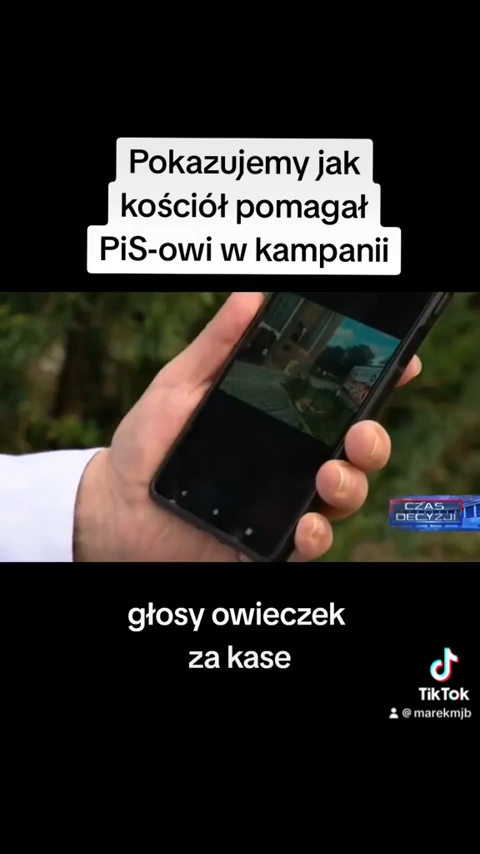 Pokazujemy jak
kościół pomagał
PiS-owi w kampanii
CZAS
DECYZJI
głosy owieczek
za kase
TikTok
@marekmjb